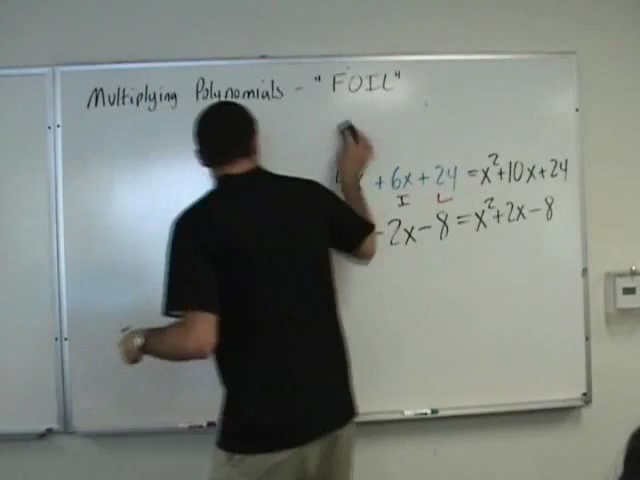 Multiplying Polynomials - "FOIL"
+6x+24 =x²+10x+24
I L
-2x-8 =x²+2x-8